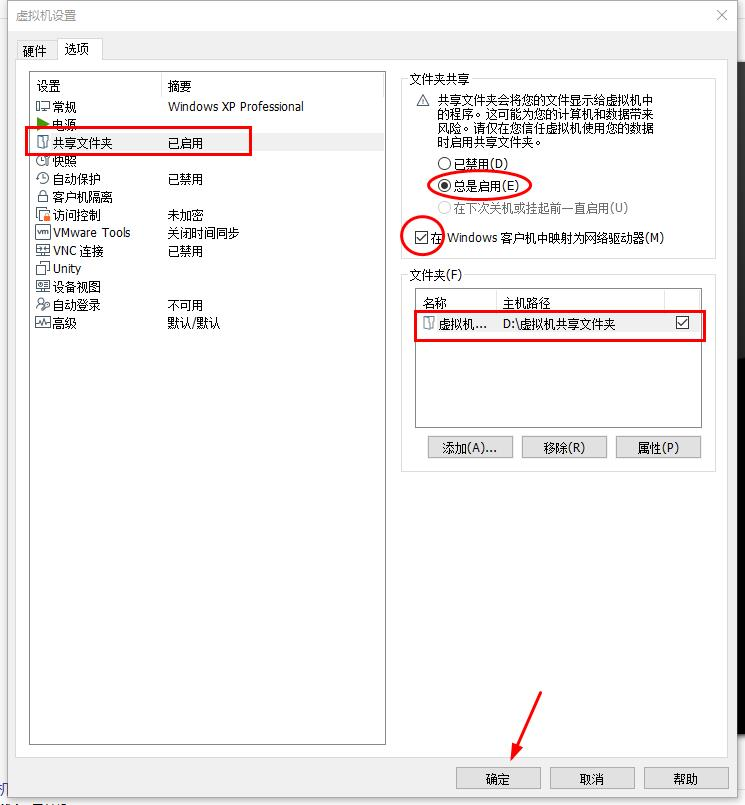 虚拟机设置
硬件 选项
设置 摘要
常规 Windows XP Professional
电源
共享文件夹 已启用
快照
自动保护 已禁用
客户机隔离
访问控制 未加密
VMware Tools 关闭时间同步
VNC 连接 已禁用
Unity
设备视图
自动登录 不可用
高级 默认/默认
文件夹共享
共享文件夹会将您的文件显示给虚拟机中
的程序。这可能为您的计算机和数据带来
风险。请仅在您信任虚拟机使用您的数据
时启用共享文件夹。
已禁用(D)
总是启用(E)
在下次关机或挂起前一直启用(U)
在 Windows 客户机中映射为网络驱动器(M)
文件夹(F)
名称 主机路径
虚拟机... D:\虚拟机共享文件夹
添加(A)... 移除(R) 属性(P)
确定 取消 帮助